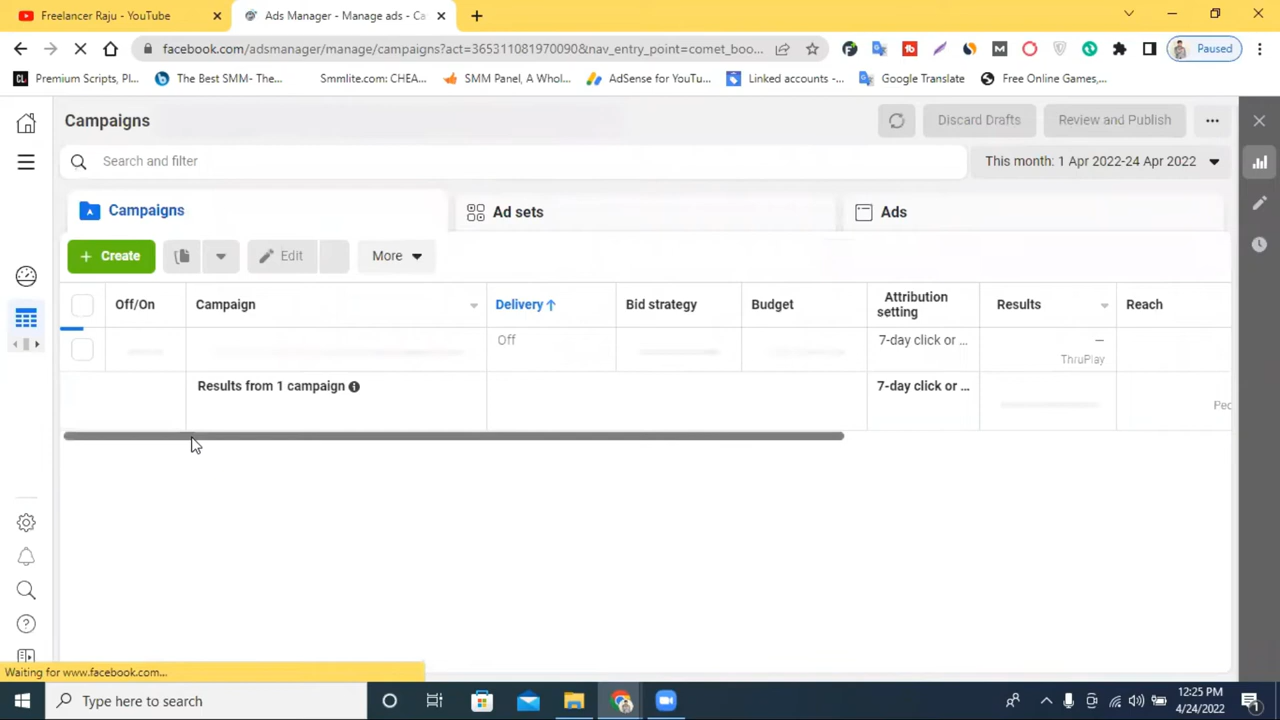 Freelancer Raju - YouTube
Ads Manager - Manage ads - Ca
facebook.com/adsmanager/manage/campaigns?act=365311081970090&nav_entry_point=comet_boo...
Paused
Premium Scripts, Pl...
The Best SMM- The...
Smmlite.com: CHEA...
SMM Panel, A Whol...
AdSense for YouTu...
Linked accounts -...
Google Translate
Free Online Games,...
Campaigns
Discard Drafts
Review and Publish
Search and filter
This month: 1 Apr 2022-24 Apr 2022
Campaigns
Ad sets
Ads
+ Create
Edit
More
Off/On
Campaign
Delivery ↑
Bid strategy
Budget
Attribution setting
Results
Reach
Off
7-day click or ...
—
ThruPlay
Results from 1 campaign
7-day click or ...
Pec
Waiting for www.facebook.com...
Type here to search
12:25 PM
4/24/2022